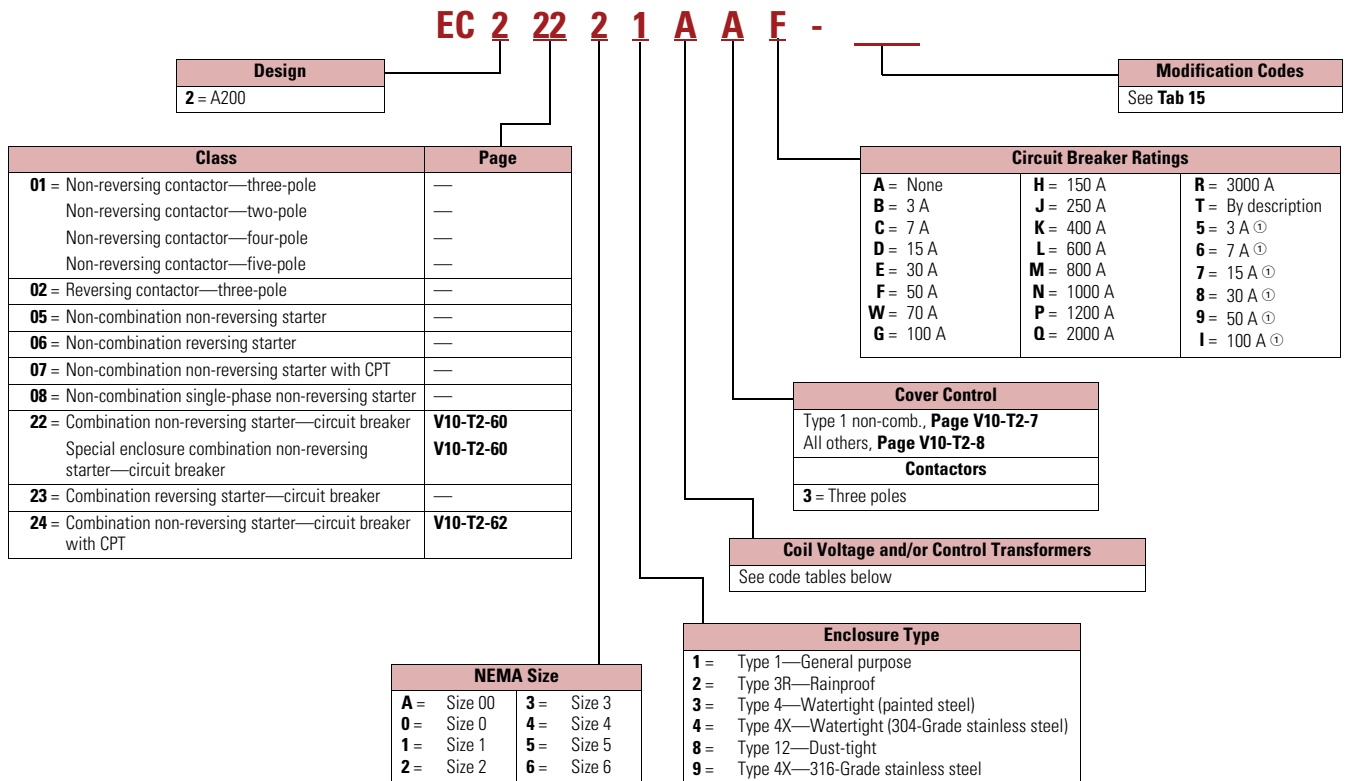 EC 2 22 2 1 A A F - ___
Design
2 = A200
Modification Codes
See Tab 15
Class Page
01 = Non-reversing contactor—three-pole —
Non-reversing contactor—two-pole —
Non-reversing contactor—four-pole —
Non-reversing contactor—five-pole —
02 = Reversing contactor—three-pole —
05 = Non-combination non-reversing starter —
06 = Non-combination reversing starter —
07 = Non-combination non-reversing starter with CPT —
08 = Non-combination single-phase non-reversing starter —
22 = Combination non-reversing starter—circuit breaker V10-T2-60
Special enclosure combination non-reversing V10-T2-60
starter—circuit breaker
23 = Combination reversing starter—circuit breaker —
24 = Combination non-reversing starter—circuit breaker V10-T2-62
with CPT
Circuit Breaker Ratings
A = None
B = 3 A
C = 7 A
D = 15 A
E = 30 A
F = 50 A
W = 70 A
G = 100 A
H = 150 A
J = 250 A
K = 400 A
L = 600 A
M = 800 A
N = 1000 A
P = 1200 A
Q = 2000 A
R = 3000 A
T = By description
5 = 3 A ①
6 = 7 A ①
7 = 15 A ①
8 = 30 A ①
9 = 50 A ①
I = 100 A ①
Cover Control
Type 1 non-comb., Page V10-T2-7
All others, Page V10-T2-8
Contactors
3 = Three poles
Coil Voltage and/or Control Transformers
See code tables below
NEMA Size
A = Size 00
0 = Size 0
1 = Size 1
2 = Size 2
3 = Size 3
4 = Size 4
5 = Size 5
6 = Size 6
Enclosure Type
1 = Type 1—General purpose
2 = Type 3R—Rainproof
3 = Type 4—Watertight (painted steel)
4 = Type 4X—Watertight (304-Grade stainless steel)
8 = Type 12—Dust-tight
9 = Type 4X—316-Grade stainless steel